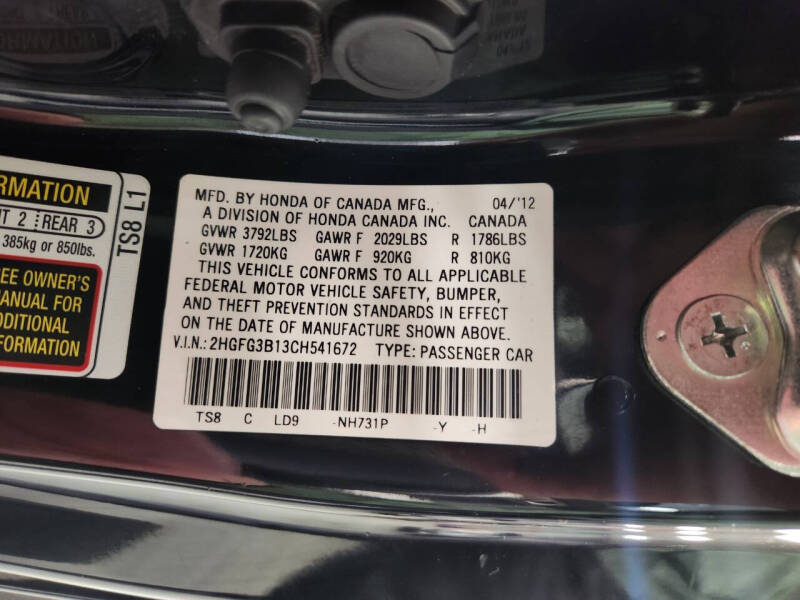 RMATION
T 2 REAR 3
385kg or 850lbs.
EE OWNER'S
MANUAL FOR
DDITIONAL
FORMATION
TS8 L1
MFD. BY HONDA OF CANADA MFG., 04/'12
A DIVISION OF HONDA CANADA INC. CANADA
GVWR 3792LBS GAWR F 2029LBS R 1786LBS
GVWR 1720KG GAWR F 920KG R 810KG
THIS VEHICLE CONFORMS TO ALL APPLICABLE
FEDERAL MOTOR VEHICLE SAFETY, BUMPER,
AND THEFT PREVENTION STANDARDS IN EFFECT
ON THE DATE OF MANUFACTURE SHOWN ABOVE.
V.I.N.: 2HGFG3B13CH541672 TYPE: PASSENGER CAR
TS8 C LD9 -NH731P -Y -H